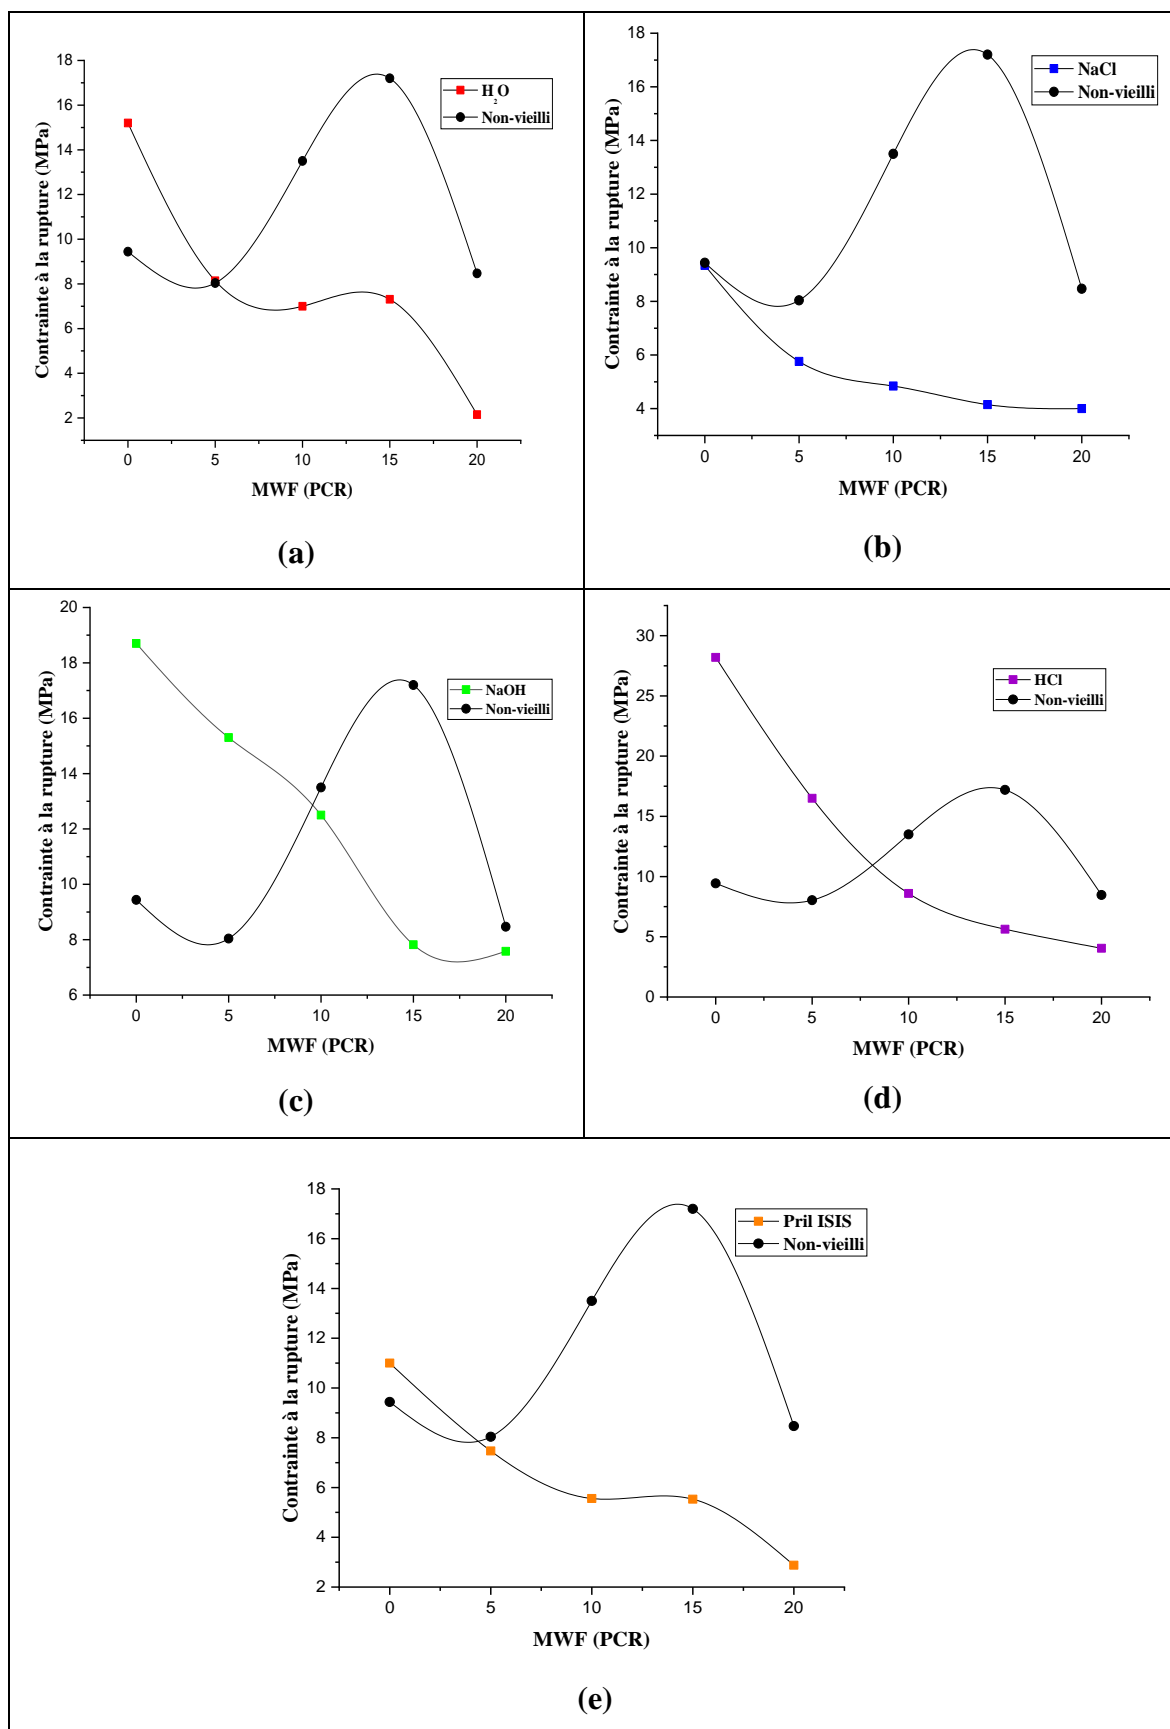 18
16
14
12
10
8
6
4
2
0
5
10
15
20
Contrainte à la rupture (MPa)
MWF (PCR)
H2O
Non-vieilli
(a)
18
16
14
12
10
8
6
4
0
5
10
15
20
Contrainte à la rupture (MPa)
MWF (PCR)
NaCl
Non-vieilli
(b)
20
18
16
14
12
10
8
6
0
5
10
15
20
Contrainte à la rupture (MPa)
MWF (PCR)
NaOH
Non-vieilli
(c)
30
25
20
15
10
5
0
0
5
10
15
20
Contrainte à la rupture (MPa)
MWF (PCR)
HCl
Non-vieilli
(d)
18
16
14
12
10
8
6
4
2
0
5
10
15
20
Contrainte à la rupture (MPa)
MWF (PCR)
Pril ISIS
Non-vieilli
(e)